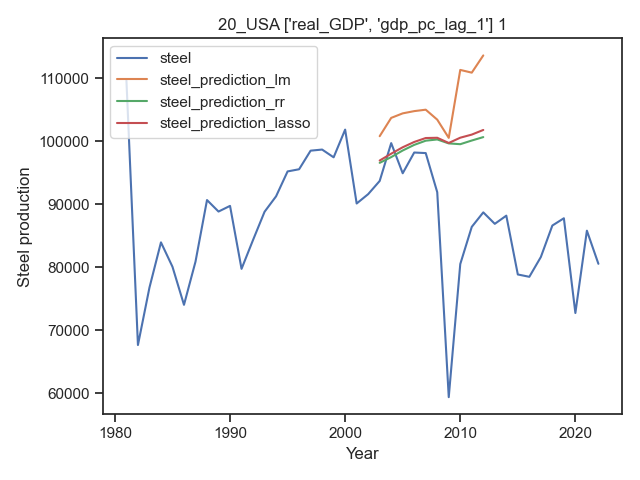 20_USA ['real_GDP', 'gdp_pc_lag_1'] 1
steel
steel_prediction_lm
steel_prediction_rr
steel_prediction_lasso
110000
100000
90000
80000
70000
60000
Steel production
1980
1990
2000
2010
2020
Year